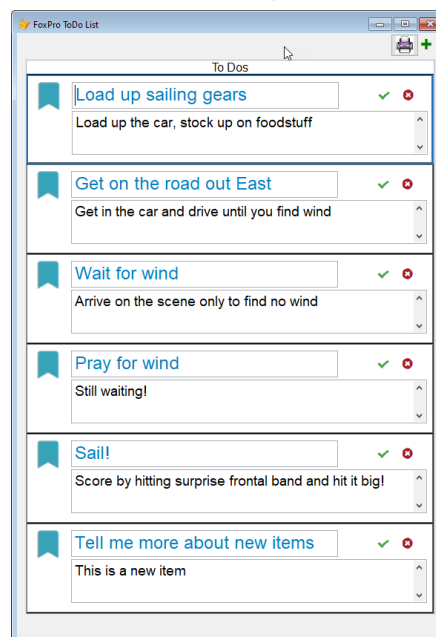 FoxPro ToDo List
To Dos
Load up sailing gears
Load up the car, stock up on foodstuff
Get on the road out East
Get in the car and drive until you find wind
Wait for wind
Arrive on the scene only to find no wind
Pray for wind
Still waiting!
Sail!
Score by hitting surprise frontal band and hit it big!
Tell me more about new items
This is a new item